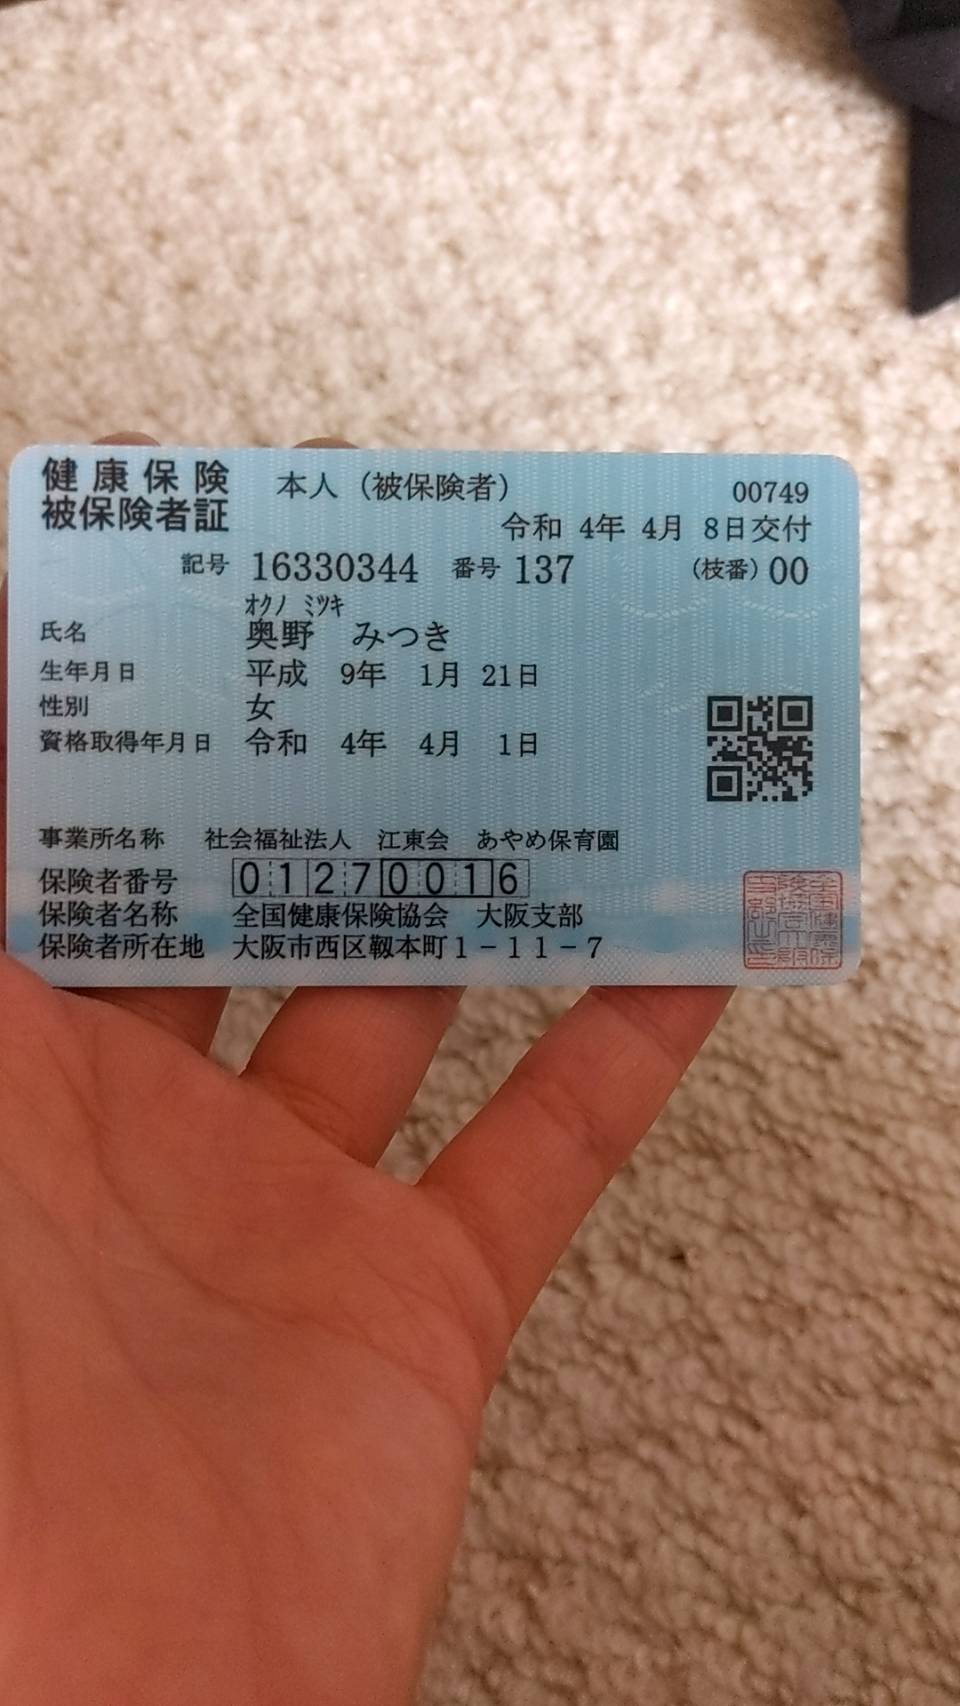 健康保険 本人（被保険者） 00749
被保険者証
令和 4年 4月 8日交付
記号 16330344 番号 137 (枝番) 00
ｵｸﾉ ﾐﾂｷ
氏名 奥野 みつき
生年月日 平成 9年 1月 21日
性別 女
資格取得年月日 令和 4年 4月 1日
事業所名称 社会福祉法人 江東会 あやめ保育園
保険者番号 01270016
保険者名称 全国健康保険協会 大阪支部
保険者所在地 大阪市西区靱本町１－１１－７